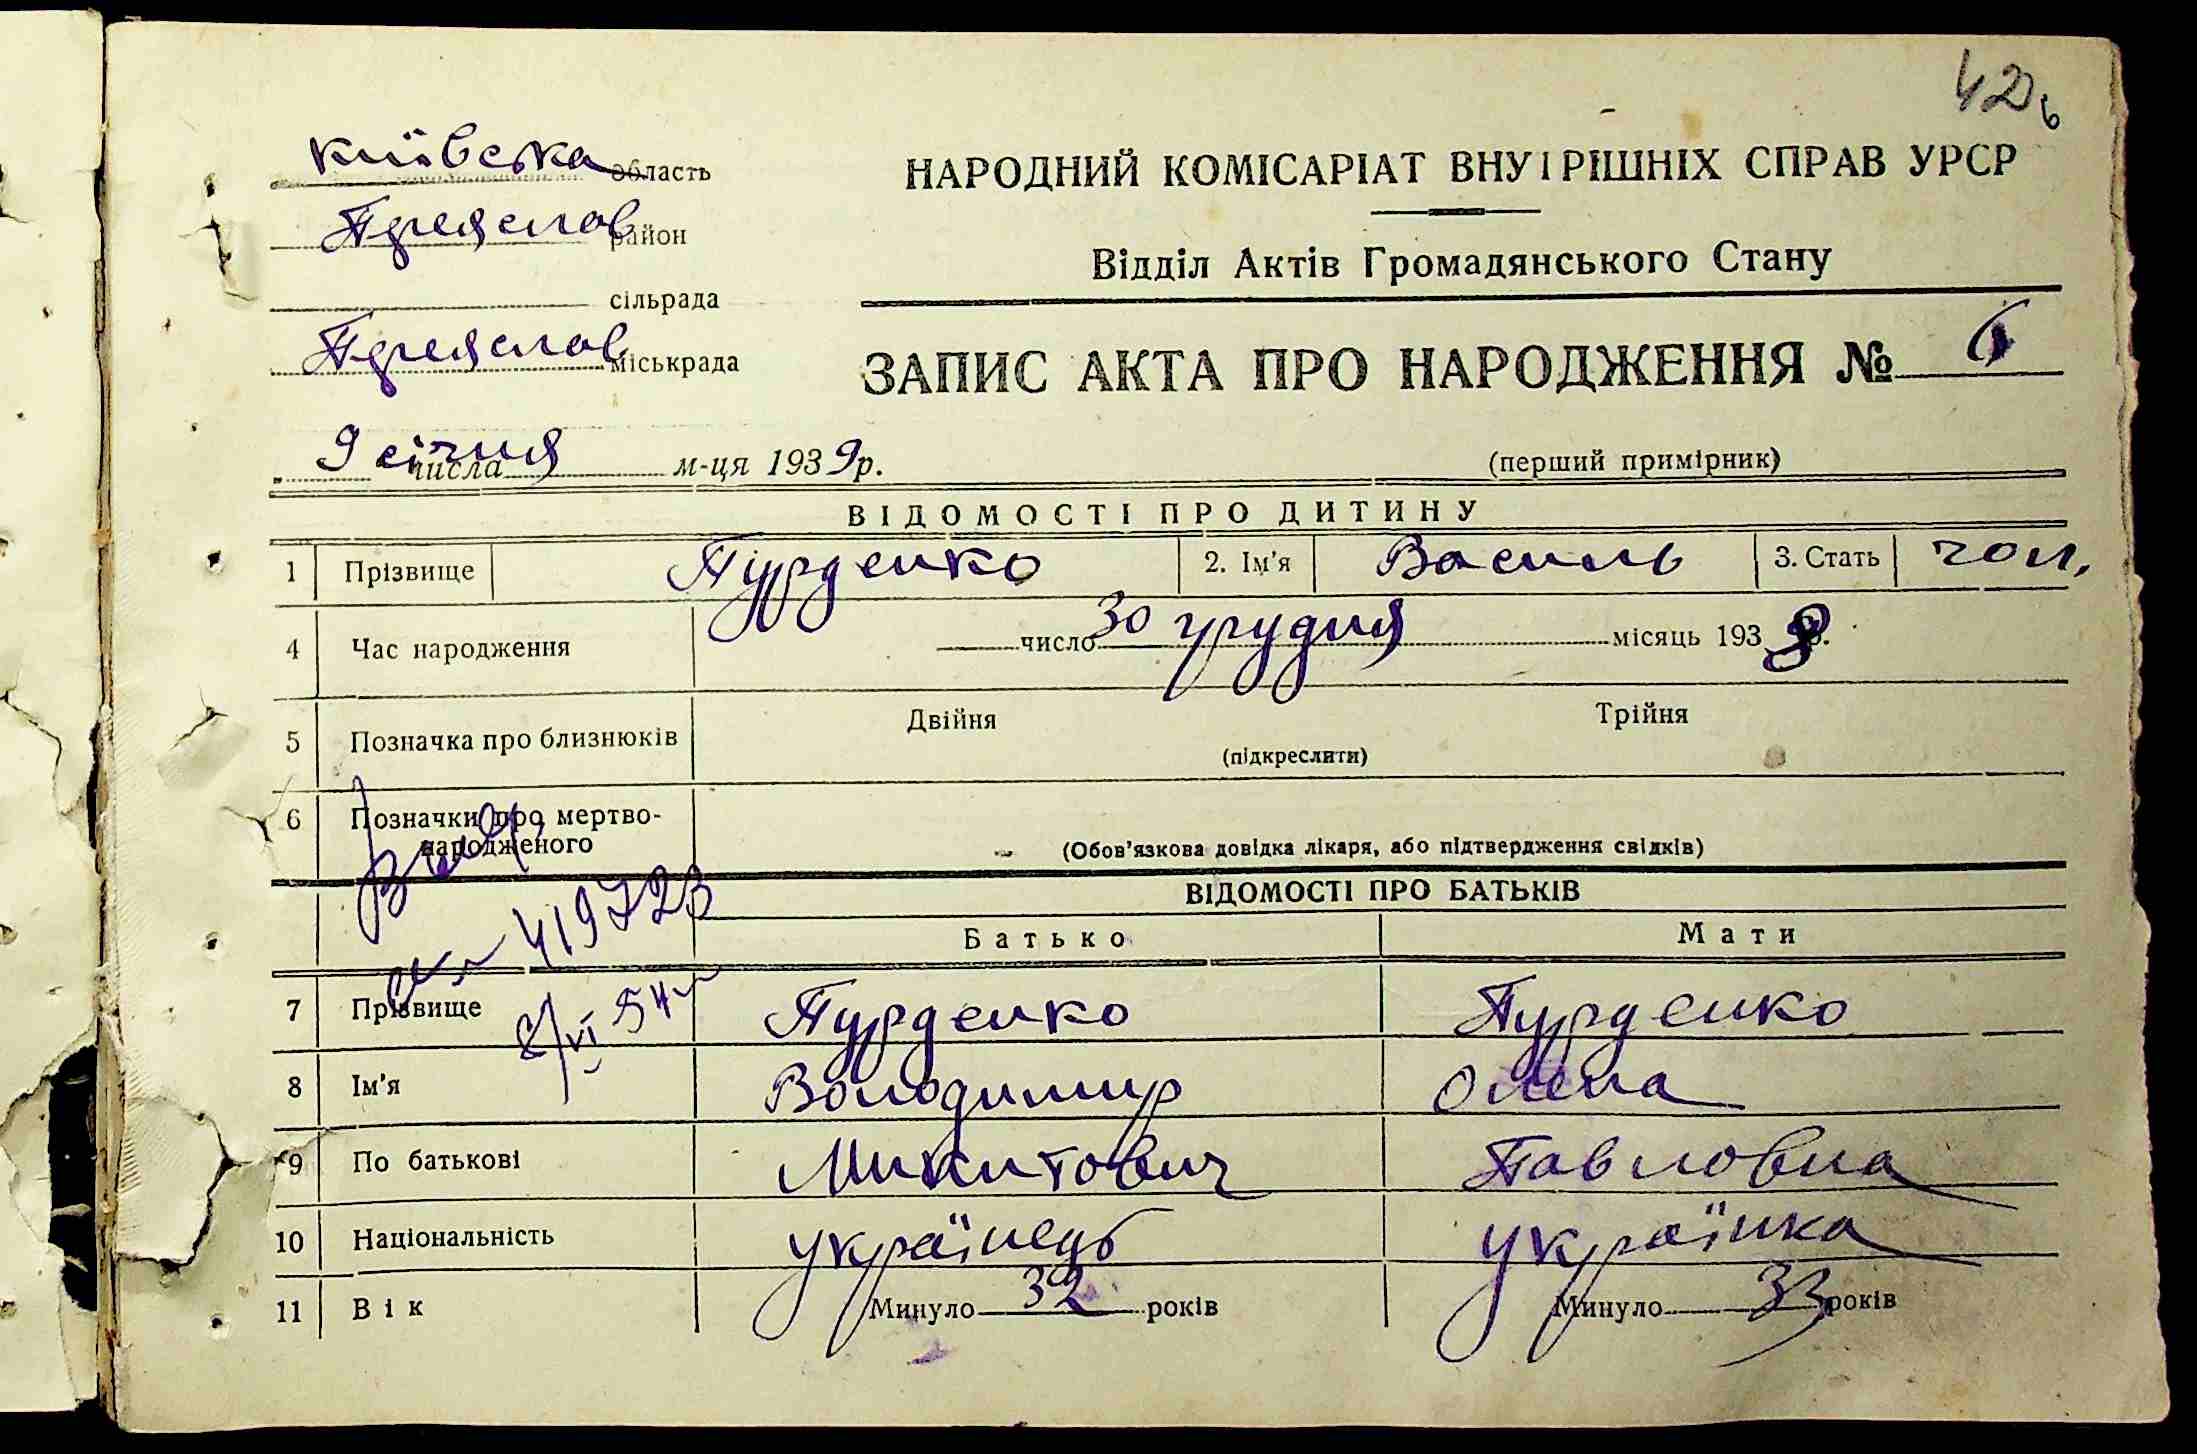 42
Київська область
Переяслав район
сільрада
Переяслав міськрада
9 січня числа м-ця 1939р.
НАРОДНИЙ КОМІСАРІАТ ВНУТРІШНІХ СПРАВ УРСР
Відділ Актів Громадянського Стану
ЗАПИС АКТА ПРО НАРОДЖЕННЯ № 6
(перший примірник)
ВІДОМОСТІ ПРО ДИТИНУ
1 Прізвище Пурденко 2. Ім'я Василь 3. Стать чол.
4 Час народження число 30 грудня місяць 1938р.
5 Позначка про близнюків Двійня Трійня
(підкреслити)
6 Позначки про мертво-
народженого (Обов'язкова довідка лікаря, або підтвердження свідків)
ВІДОМОСТІ ПРО БАТЬКІВ
419723
Батько Мати
8/VI 54
7 Прізвище Пурденко Пурденко
8 Ім'я Володимир Олена
9 По батькові Микитович Павловна
10 Національність українець українка
11 Вік Минуло 32 років Минуло 33 років